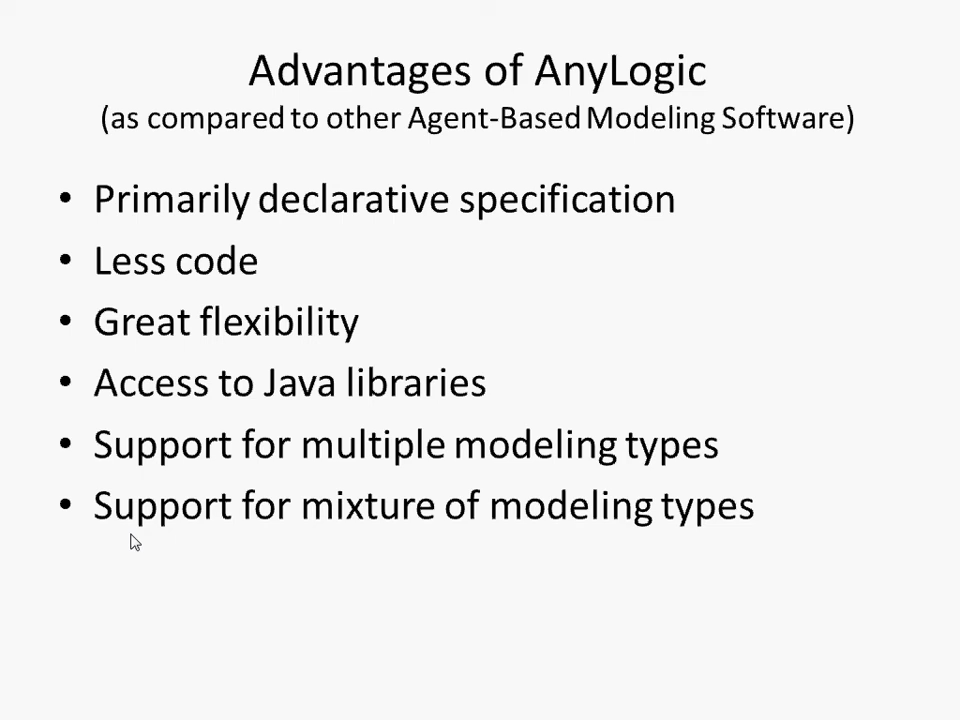 Advantages of AnyLogic
(as compared to other Agent-Based Modeling Software)
• Primarily declarative specification
• Less code
• Great flexibility
• Access to Java libraries
• Support for multiple modeling types
• Support for mixture of modeling types